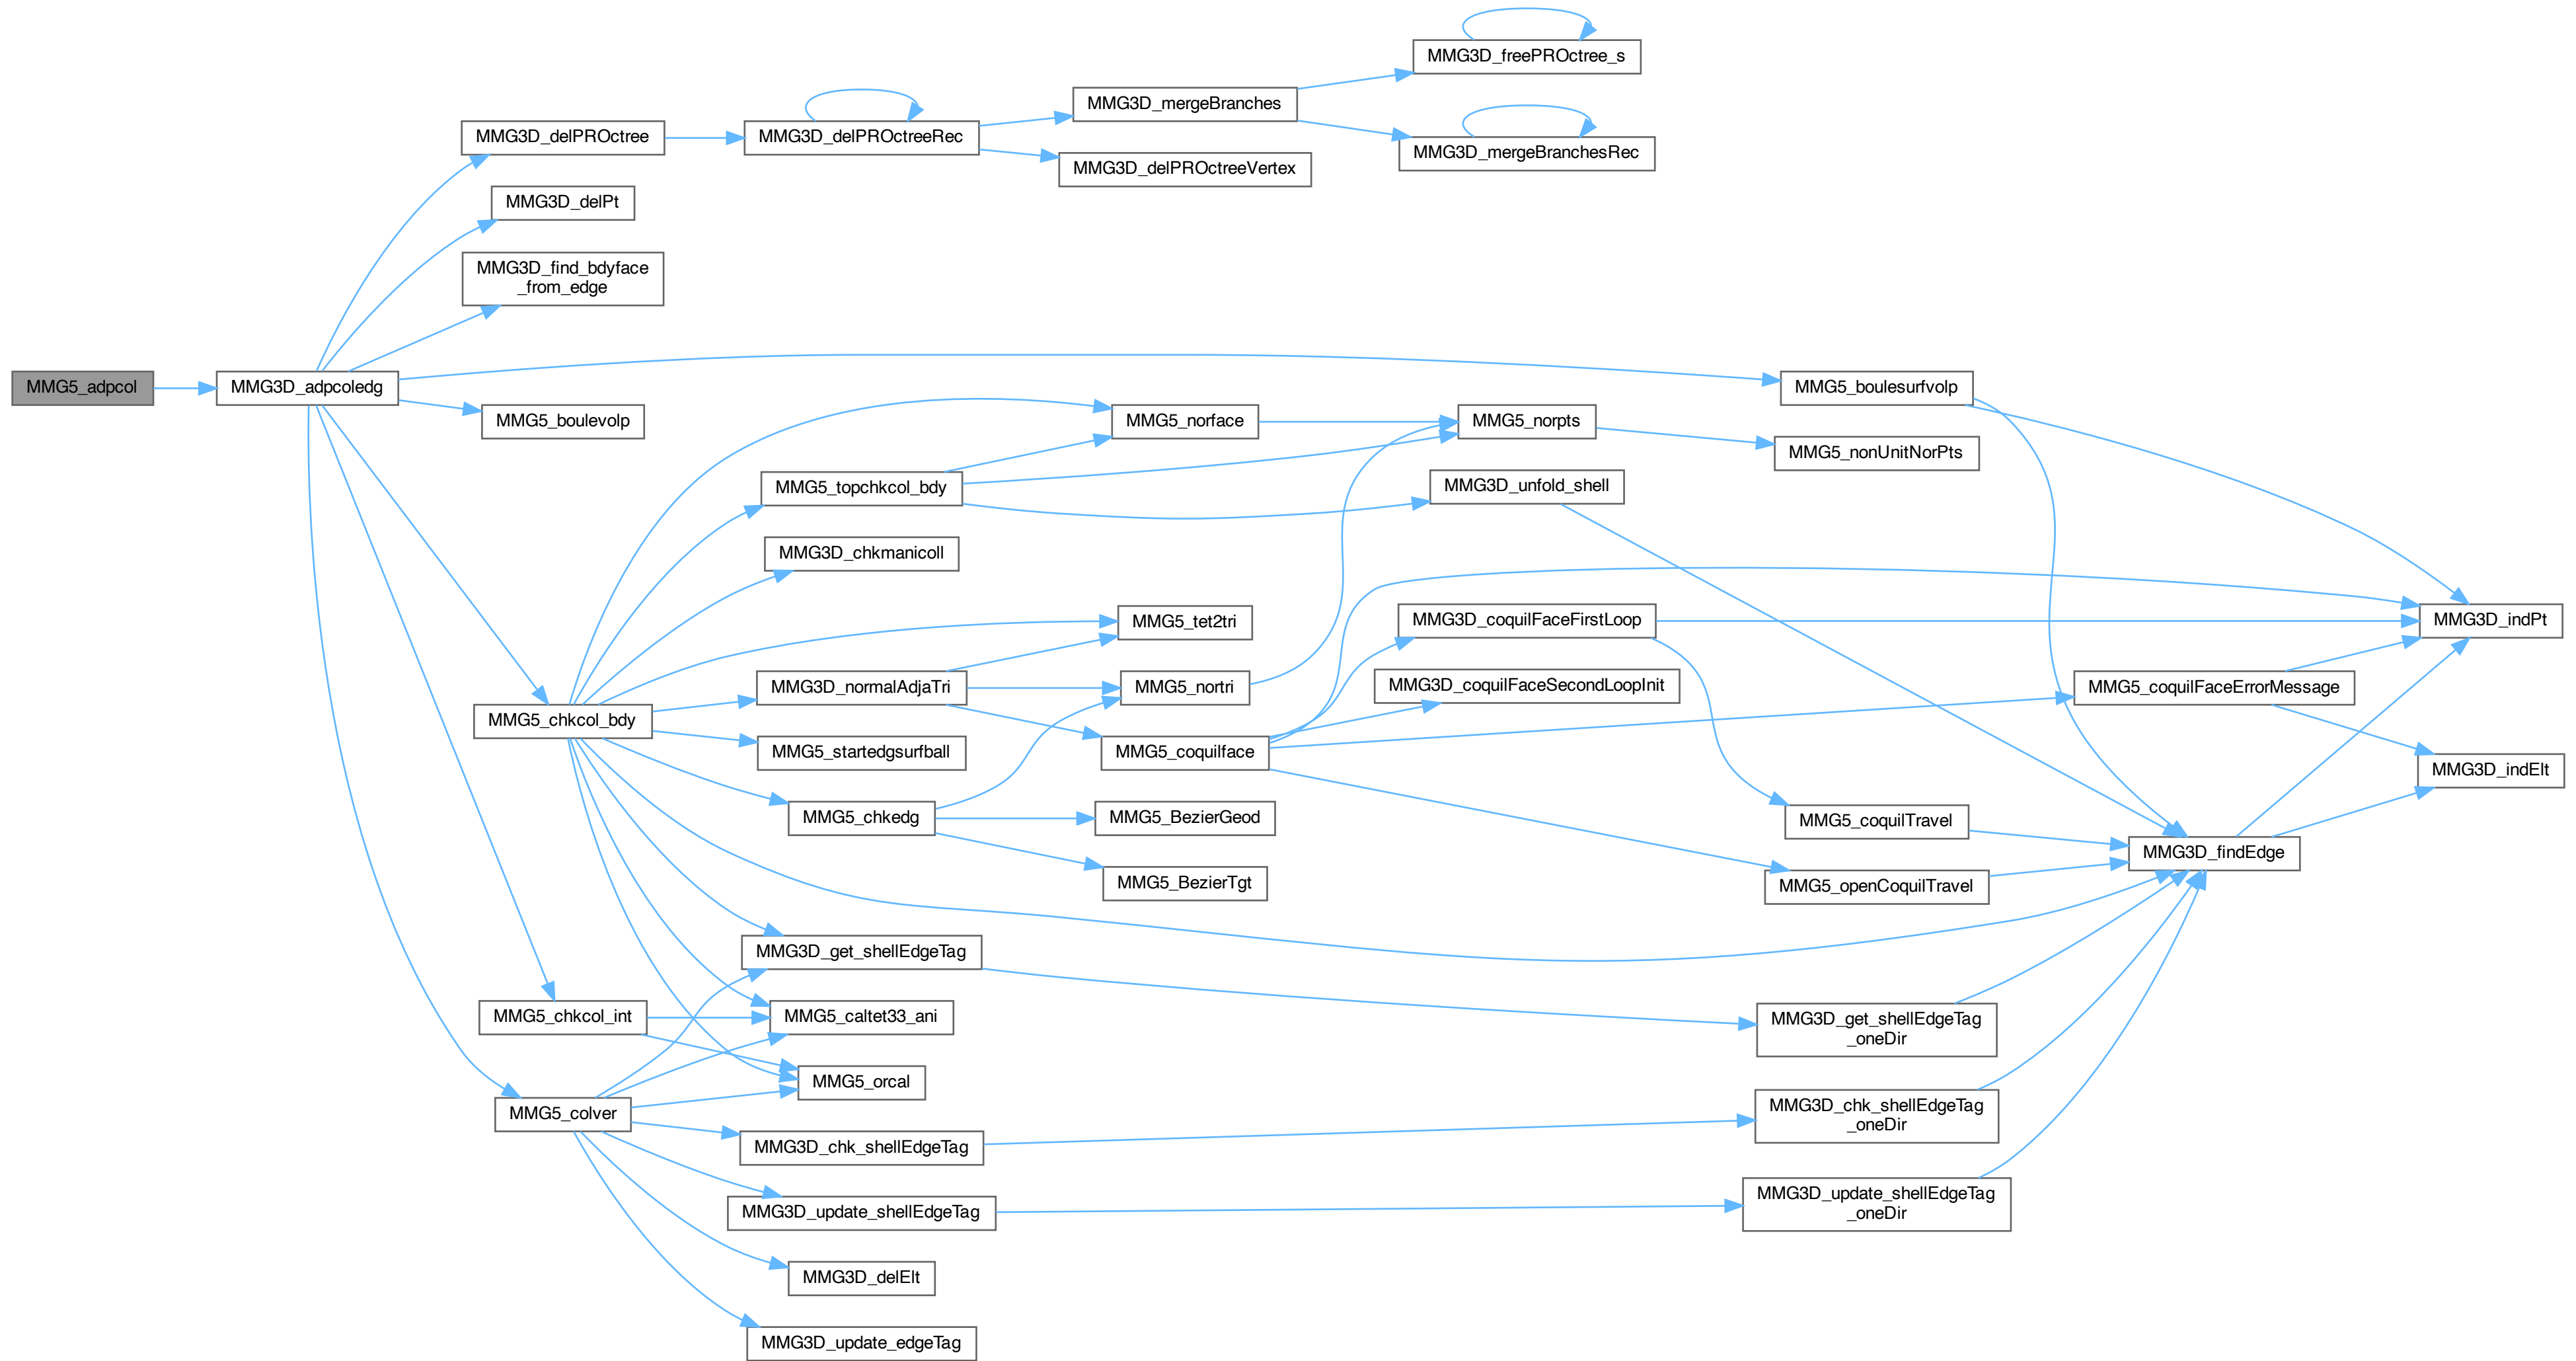 MMG5_adpcol
MMG3D_adpcoledg
MMG3D_delPROctree
MMG3D_delPt
MMG3D_find_bdyface
_from_edge
MMG5_boulevolp
MMG5_chkcol_bdy
MMG5_chkcol_int
MMG5_colver
MMG3D_delPROctreeRec
MMG5_topchkcol_bdy
MMG3D_chkmanicoll
MMG3D_normalAdjaTri
MMG5_startedgsurfball
MMG5_chkedg
MMG3D_get_shellEdgeTag
MMG5_caltet33_ani
MMG5_orcal
MMG3D_chk_shellEdgeTag
MMG3D_update_shellEdgeTag
MMG3D_delElt
MMG3D_update_edgeTag
MMG3D_mergeBranches
MMG3D_delPROctreeVertex
MMG5_norface
MMG5_tet2tri
MMG5_nortri
MMG5_coquilface
MMG5_BezierGeod
MMG5_BezierTgt
MMG3D_freePROctree_s
MMG3D_mergeBranchesRec
MMG5_norpts
MMG3D_unfold_shell
MMG3D_coquilFaceFirstLoop
MMG3D_coquilFaceSecondLoopInit
MMG5_boulesurfvolp
MMG5_nonUnitNorPts
MMG5_coquilTravel
MMG5_openCoquilTravel
MMG3D_get_shellEdgeTag
_oneDir
MMG3D_chk_shellEdgeTag
_oneDir
MMG3D_update_shellEdgeTag
_oneDir
MMG5_coquilFaceErrorMessage
MMG3D_findEdge
MMG3D_indPt
MMG3D_indElt